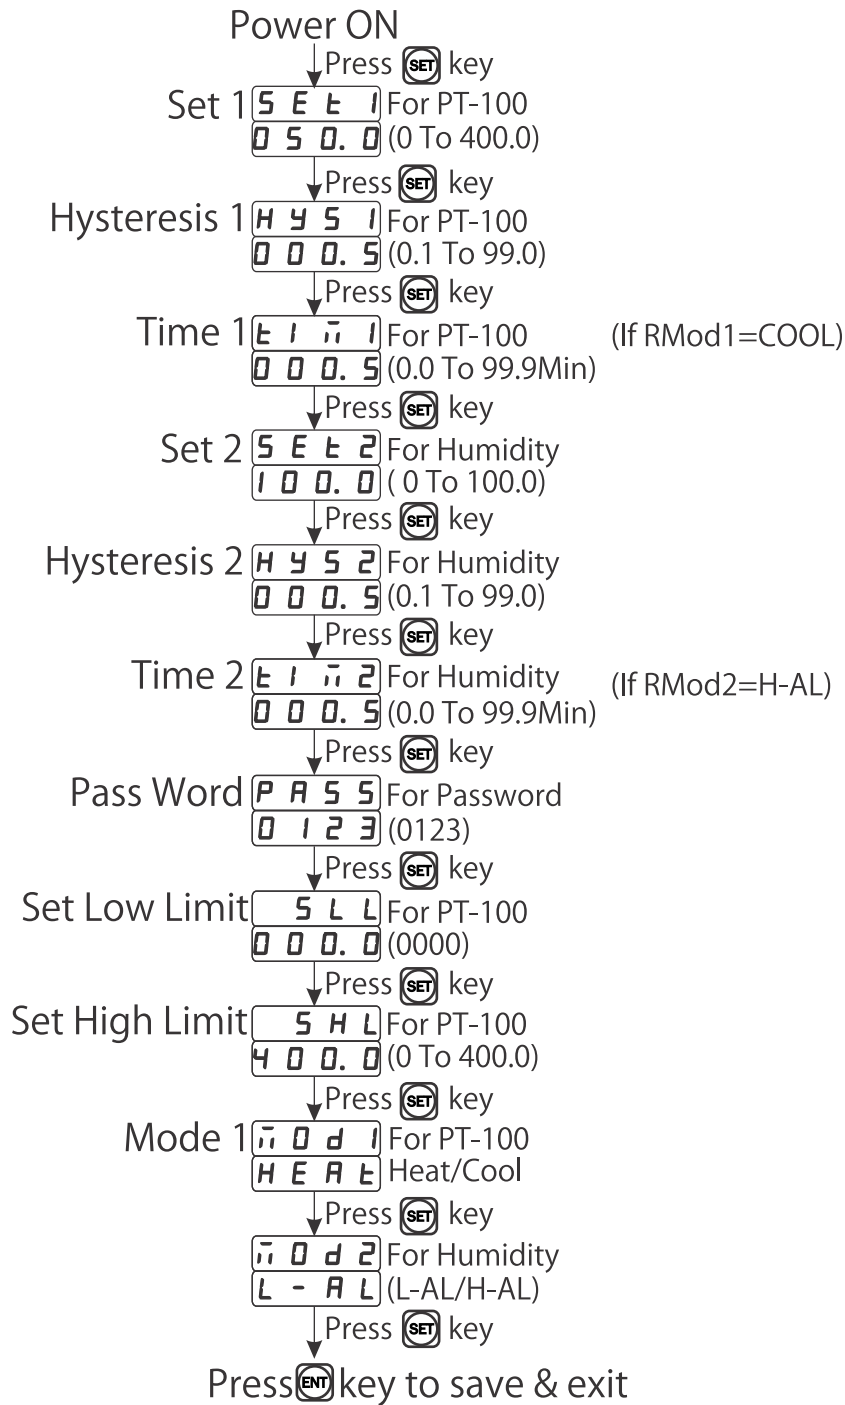 Power ON
Press SET key
Set 1 SEt1 For PT-100
050.0 (0 To 400.0)
Press SET key
Hysteresis 1 HYS1 For PT-100
000.5 (0.1 To 99.0)
Press SET key
Time 1 tIm1 For PT-100 (If RMod1=COOL)
000.5 (0.0 To 99.9Min)
Press SET key
Set 2 SEt2 For Humidity
100.0 ( 0 To 100.0)
Press SET key
Hysteresis 2 HYS2 For Humidity
000.5 (0.1 To 99.0)
Press SET key
Time 2 tIm2 For Humidity (If RMod2=H-AL)
000.5 (0.0 To 99.9Min)
Press SET key
Pass Word PASS For Password
0123 (0123)
Press SET key
Set Low Limit SLL For PT-100
000.0 (0000)
Press SET key
Set High Limit SHL For PT-100
400.0 (0 To 400.0)
Press SET key
Mode 1 mOd1 For PT-100
HEAt Heat/Cool
Press SET key
mOd2 For Humidity
L-AL (L-AL/H-AL)
Press SET key
Press ENT key to save & exit